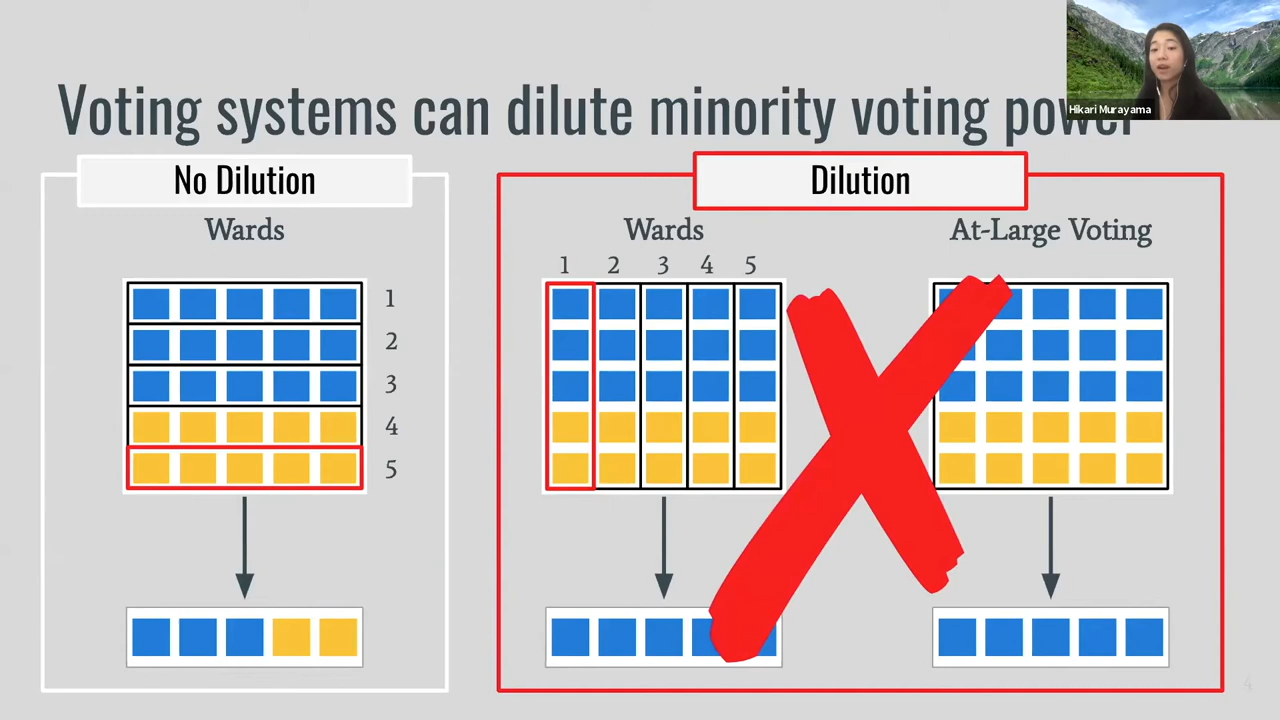 Hikari Murayama
Voting systems can dilute minority voting power
No Dilution
Wards
1
2
3
4
5
Dilution
Wards
1 2 3 4 5
At-Large Voting
4